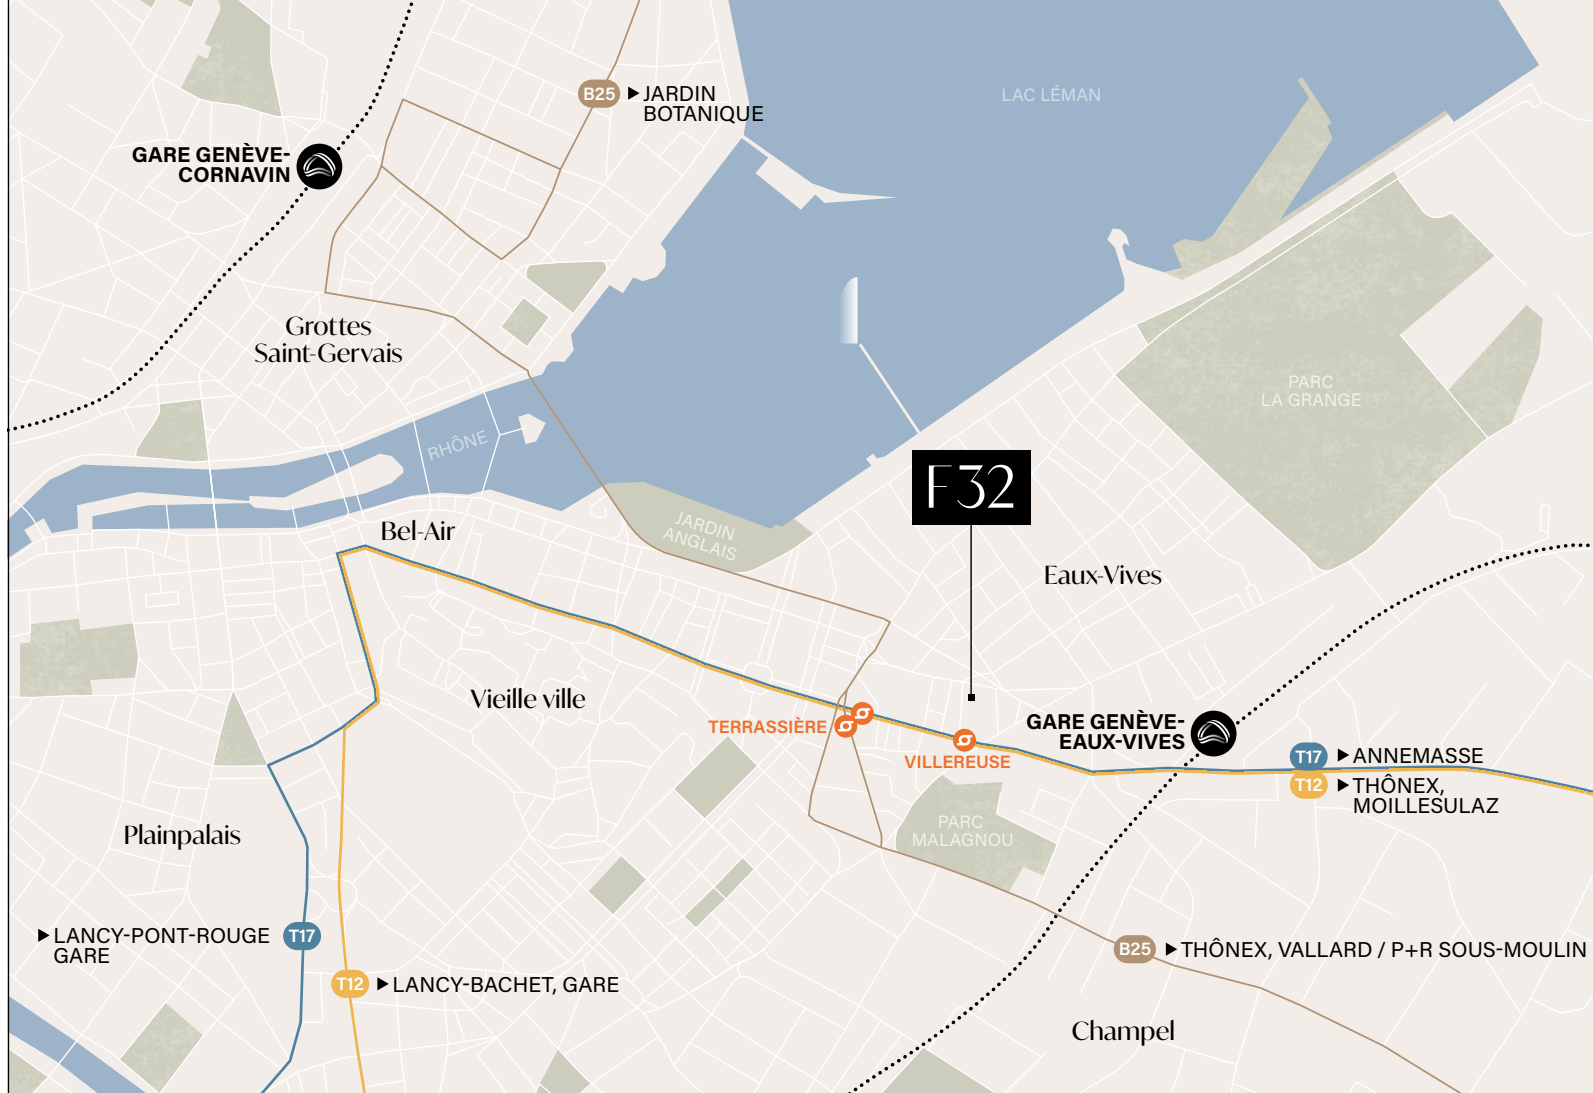 B25
JARDIN
BOTANIQUE
LAC LÉMAN
GARE GENÈVE-
CORNAVIN
Grottes
Saint-Gervais
PARC
LA GRANGE
RHÔNE
F32
JARDIN
ANGLAIS
Bel-Air
Eaux-Vives
Vieille ville
TERRASSIÈRE
VILLEREUSE
GARE GENÈVE-
EAUX-VIVES
T17
ANNEMASSE
T12
THÔNEX,
MOILLESULAZ
PARC
MALAGNOU
Plainpalais
LANCY-PONT-ROUGE
GARE
T17
T12
LANCY-BACHET, GARE
B25
THÔNEX, VALLARD / P+R SOUS-MOULIN
Champel